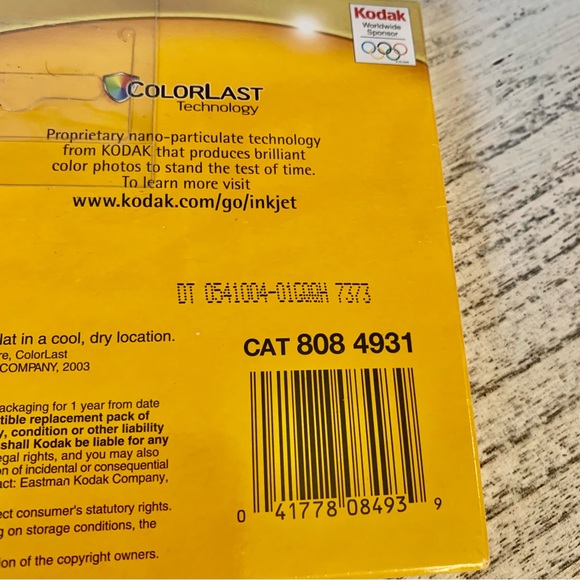 Kodak
Worldwide
Sponsor
COLORLAST
Technology
Proprietary nano-particulate technology
from KODAK that produces brilliant
color photos to stand the test of time.
To learn more visit
www.kodak.com/go/inkjet
DT 0541004-01GQQH 7373
lat in a cool, dry location.
re, ColorLast
COMPANY, 2003
CAT 808 4931
ackaging for 1 year from date
tible replacement pack of
y, condition or other liability
shall Kodak be liable for any
egal rights, and you may also
on of incidental or consequential
act: Eastman Kodak Company,
ect consumer's statutory rights.
g on storage conditions, the
ion of the copyright owners.
0 41778 08493 9